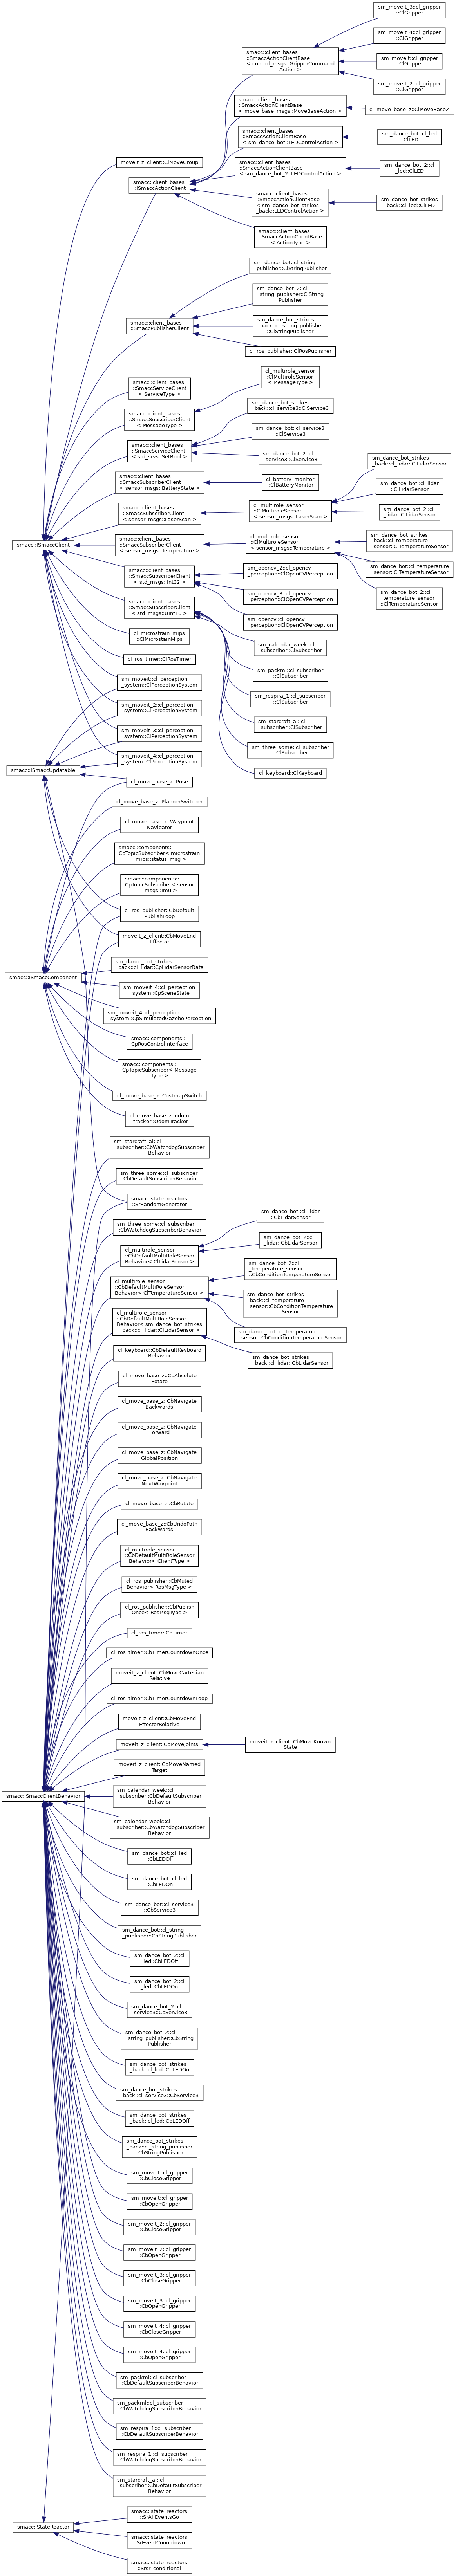 sm_moveit_3::cl_gripper
::ClGripper
sm_moveit_4::cl_gripper
::ClGripper
smacc::client_bases
::SmaccActionClientBase
< control_msgs::GripperCommand
Action >
sm_moveit::cl_gripper
::ClGripper
sm_moveit_2::cl_gripper
::ClGripper
smacc::client_bases
::SmaccActionClientBase
< move_base_msgs::MoveBaseAction >
cl_move_base_z::ClMoveBaseZ
smacc::client_bases
::SmaccActionClientBase
< sm_dance_bot::LEDControlAction >
sm_dance_bot::cl_led
::ClLED
moveit_z_client::ClMoveGroup
smacc::client_bases
::SmaccActionClientBase
< sm_dance_bot_2::LEDControlAction >
sm_dance_bot_2::cl
_led::ClLED
smacc::client_bases
::ISmaccActionClient
smacc::client_bases
::SmaccActionClientBase
< sm_dance_bot_strikes
_back::LEDControlAction >
sm_dance_bot_strikes
_back::cl_led::ClLED
smacc::client_bases
::SmaccActionClientBase
< ActionType >
sm_dance_bot::cl_string
_publisher::ClStringPublisher
sm_dance_bot_2::cl
_string_publisher::ClString
Publisher
smacc::client_bases
::SmaccPublisherClient
sm_dance_bot_strikes
_back::cl_string_publisher
::ClStringPublisher
cl_ros_publisher::ClRosPublisher
smacc::client_bases
::SmaccServiceClient
< ServiceType >
cl_multirole_sensor
::ClMultiroleSensor
< MessageType >
smacc::client_bases
::SmaccSubscriberClient
< MessageType >
sm_dance_bot_strikes
_back::cl_service3::ClService3
sm_dance_bot::cl_service3
::ClService3
smacc::client_bases
::SmaccServiceClient
< std_srvs::SetBool >
sm_dance_bot_2::cl
_service3::ClService3
sm_dance_bot_strikes
_back::cl_lidar::ClLidarSensor
smacc::client_bases
::SmaccSubscriberClient
< sensor_msgs::BatteryState >
cl_battery_monitor
::ClBatteryMonitor
sm_dance_bot::cl_lidar
::ClLidarSensor
smacc::client_bases
::SmaccSubscriberClient
< sensor_msgs::LaserScan >
cl_multirole_sensor
::ClMultiroleSensor
< sensor_msgs::LaserScan >
sm_dance_bot_2::cl
_lidar::ClLidarSensor
smacc::ISmaccClient
smacc::client_bases
::SmaccSubscriberClient
< sensor_msgs::Temperature >
cl_multirole_sensor
::ClMultiroleSensor
< sensor_msgs::Temperature >
sm_dance_bot_strikes
_back::cl_temperature
_sensor::ClTemperatureSensor
sm_dance_bot::cl_temperature
_sensor::ClTemperatureSensor
smacc::client_bases
::SmaccSubscriberClient
< std_msgs::Int32 >
sm_opencv_2::cl_opencv
_perception::ClOpenCVPerception
sm_dance_bot_2::cl
_temperature_sensor
::ClTemperatureSensor
sm_opencv_3::cl_opencv
_perception::ClOpenCVPerception
smacc::client_bases
::SmaccSubscriberClient
< std_msgs::UInt16 >
sm_opencv::cl_opencv
_perception::ClOpenCVPerception
cl_microstrain_mips
::ClMicrostrainMips
sm_calendar_week::cl
_subscriber::ClSubscriber
cl_ros_timer::ClRosTimer
sm_packml::cl_subscriber
::ClSubscriber
sm_moveit::cl_perception
_system::ClPerceptionSystem
sm_respira_1::cl_subscriber
::ClSubscriber
sm_moveit_2::cl_perception
_system::ClPerceptionSystem
sm_starcraft_ai::cl
_subscriber::ClSubscriber
sm_moveit_3::cl_perception
_system::ClPerceptionSystem
sm_three_some::cl_subscriber
::ClSubscriber
sm_moveit_4::cl_perception
_system::ClPerceptionSystem
smacc::ISmaccUpdatable
cl_keyboard::ClKeyboard
cl_move_base_z::Pose
cl_move_base_z::PlannerSwitcher
cl_move_base_z::Waypoint
Navigator
smacc::components::
CpTopicSubscriber< microstrain
_mips::status_msg >
smacc::components::
CpTopicSubscriber< sensor
_msgs::Imu >
cl_ros_publisher::CbDefault
PublishLoop
moveit_z_client::CbMoveEnd
Effector
sm_dance_bot_strikes
_back::cl_lidar::CpLidarSensorData
smacc::ISmaccComponent
sm_moveit_4::cl_perception
_system::CpSceneState
sm_moveit_4::cl_perception
_system::CpSimulatedGazeboPerception
smacc::components::
CpRosControlInterface
smacc::components::
CpTopicSubscriber< Message
Type >
cl_move_base_z::CostmapSwitch
cl_move_base_z::odom
_tracker::OdomTracker
sm_starcraft_ai::cl
_subscriber::CbWatchdogSubscriber
Behavior
sm_three_some::cl_subscriber
::CbDefaultSubscriberBehavior
smacc::state_reactors
::SrRandomGenerator
sm_three_some::cl_subscriber
::CbWatchdogSubscriberBehavior
sm_dance_bot::cl_lidar
::CbLidarSensor
cl_multirole_sensor
::CbDefaultMultiRoleSensor
Behavior< ClLidarSensor >
sm_dance_bot_2::cl
_lidar::CbLidarSensor
sm_dance_bot_2::cl
_temperature_sensor
::CbConditionTemperatureSensor
cl_multirole_sensor
::CbDefaultMultiRoleSensor
Behavior< ClTemperatureSensor >
sm_dance_bot_strikes
_back::cl_temperature
_sensor::CbConditionTemperature
Sensor
cl_multirole_sensor
::CbDefaultMultiRoleSensor
Behavior< sm_dance_bot_strikes
_back::cl_lidar::ClLidarSensor >
sm_dance_bot::cl_temperature
_sensor::CbConditionTemperatureSensor
cl_keyboard::CbDefaultKeyboard
Behavior
sm_dance_bot_strikes
_back::cl_lidar::CbLidarSensor
cl_move_base_z::CbAbsolute
Rotate
cl_move_base_z::CbNavigate
Backwards
cl_move_base_z::CbNavigate
Forward
cl_move_base_z::CbNavigate
GlobalPosition
cl_move_base_z::CbNavigate
NextWaypoint
cl_move_base_z::CbRotate
cl_move_base_z::CbUndoPath
Backwards
cl_multirole_sensor
::CbDefaultMultiRoleSensor
Behavior< ClientType >
cl_ros_publisher::CbMuted
Behavior< RosMsgType >
cl_ros_publisher::CbPublish
Once< RosMsgType >
cl_ros_timer::CbTimer
cl_ros_timer::CbTimerCountdownOnce
moveit_z_client::CbMoveCartesian
Relative
cl_ros_timer::CbTimerCountdownLoop
moveit_z_client::CbMoveEnd
EffectorRelative
moveit_z_client::CbMoveJoints
moveit_z_client::CbMoveKnown
State
moveit_z_client::CbMoveNamed
Target
smacc::SmaccClientBehavior
sm_calendar_week::cl
_subscriber::CbDefaultSubscriber
Behavior
sm_calendar_week::cl
_subscriber::CbWatchdogSubscriber
Behavior
sm_dance_bot::cl_led
::CbLEDOff
sm_dance_bot::cl_led
::CbLEDOn
sm_dance_bot::cl_service3
::CbService3
sm_dance_bot::cl_string
_publisher::CbStringPublisher
sm_dance_bot_2::cl
_led::CbLEDOff
sm_dance_bot_2::cl
_led::CbLEDOn
sm_dance_bot_2::cl
_service3::CbService3
sm_dance_bot_2::cl
_string_publisher::CbString
Publisher
sm_dance_bot_strikes
_back::cl_led::CbLEDOn
sm_dance_bot_strikes
_back::cl_service3::CbService3
sm_dance_bot_strikes
_back::cl_led::CbLEDOff
sm_dance_bot_strikes
_back::cl_string_publisher
::CbStringPublisher
sm_moveit::cl_gripper
::CbCloseGripper
sm_moveit::cl_gripper
::CbOpenGripper
sm_moveit_2::cl_gripper
::CbCloseGripper
sm_moveit_2::cl_gripper
::CbOpenGripper
sm_moveit_3::cl_gripper
::CbCloseGripper
sm_moveit_3::cl_gripper
::CbOpenGripper
sm_moveit_4::cl_gripper
::CbCloseGripper
sm_moveit_4::cl_gripper
::CbOpenGripper
sm_packml::cl_subscriber
::CbDefaultSubscriberBehavior
sm_packml::cl_subscriber
::CbWatchdogSubscriberBehavior
sm_respira_1::cl_subscriber
::CbDefaultSubscriberBehavior
sm_respira_1::cl_subscriber
::CbWatchdogSubscriberBehavior
sm_starcraft_ai::cl
_subscriber::CbDefaultSubscriber
Behavior
smacc::state_reactors
::SrAllEventsGo
smacc::StateReactor
smacc::state_reactors
::SrEventCountdown
smacc::state_reactors
::Srsr_conditional